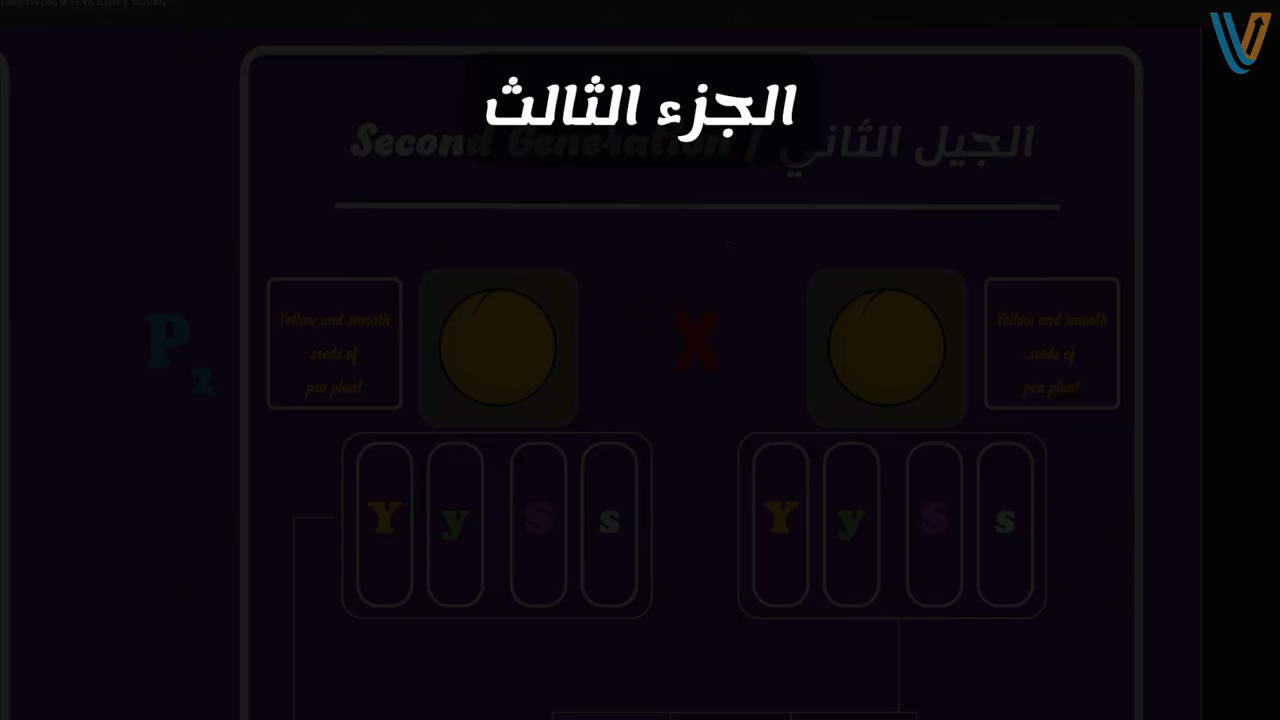 الجزء الثالث
Second Generation / الجيل الثاني
Yellow and smooth
seeds of
pea plant
X
Yellow and smooth
seeds of
pea plant
P2
Y y S s
Y y S s